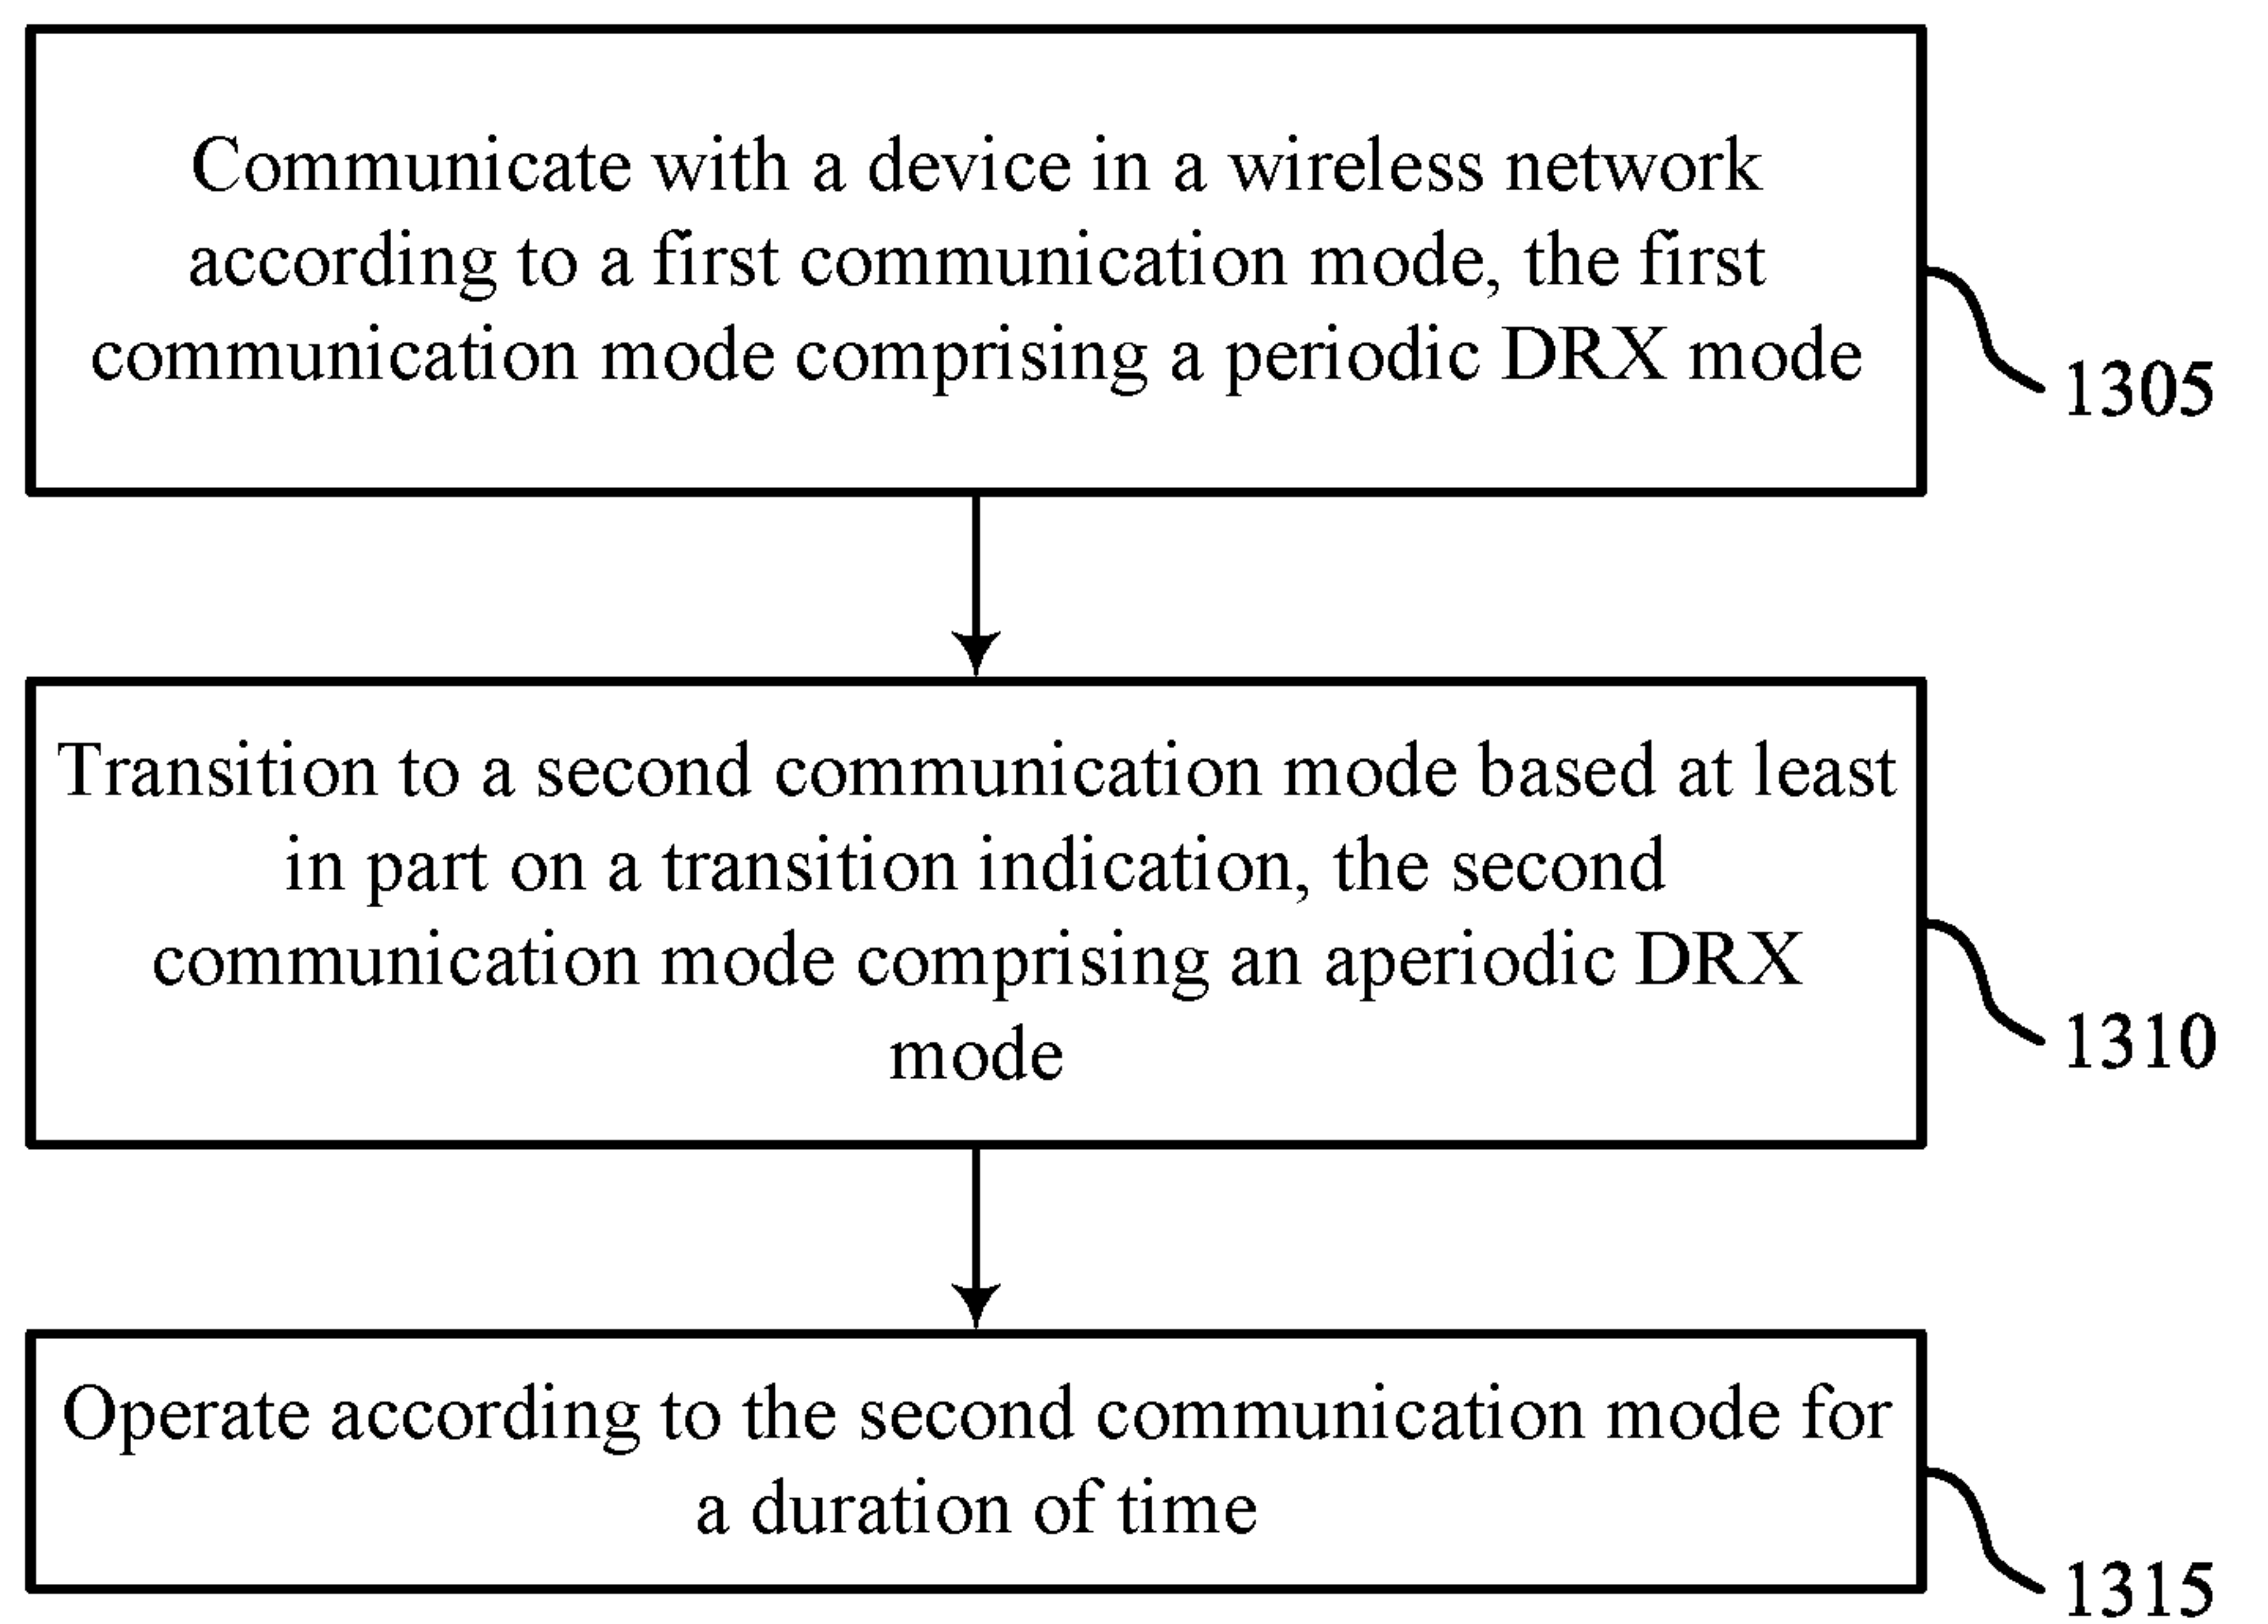 Communicate with a device in a wireless network
according to a first communication mode, the first
communication mode comprising a periodic DRX mode
1305
Transition to a second communication mode based at least
in part on a transition indication, the second
communication mode comprising an aperiodic DRX
mode
1310
Operate according to the second communication mode for
a duration of time
1315